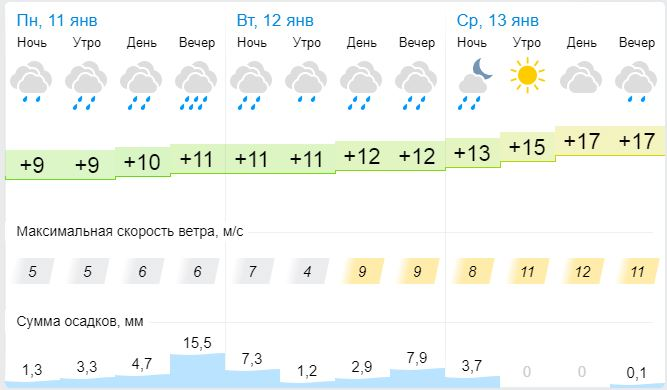 Пн, 11 янв Вт, 12 янв Ср, 13 янв
Ночь Утро День Вечер Ночь Утро День Вечер Ночь Утро День Вечер
+9 +9 +10 +11 +11 +11 +12 +12 +13 +15 +17 +17
Максимальная скорость ветра, м/с
5 5 6 6 7 4 9 9 8 11 12 11
Сумма осадков, мм
1,3 3,3 4,7 15,5 7,3 1,2 2,9 7,9 3,7 0 0 0,1